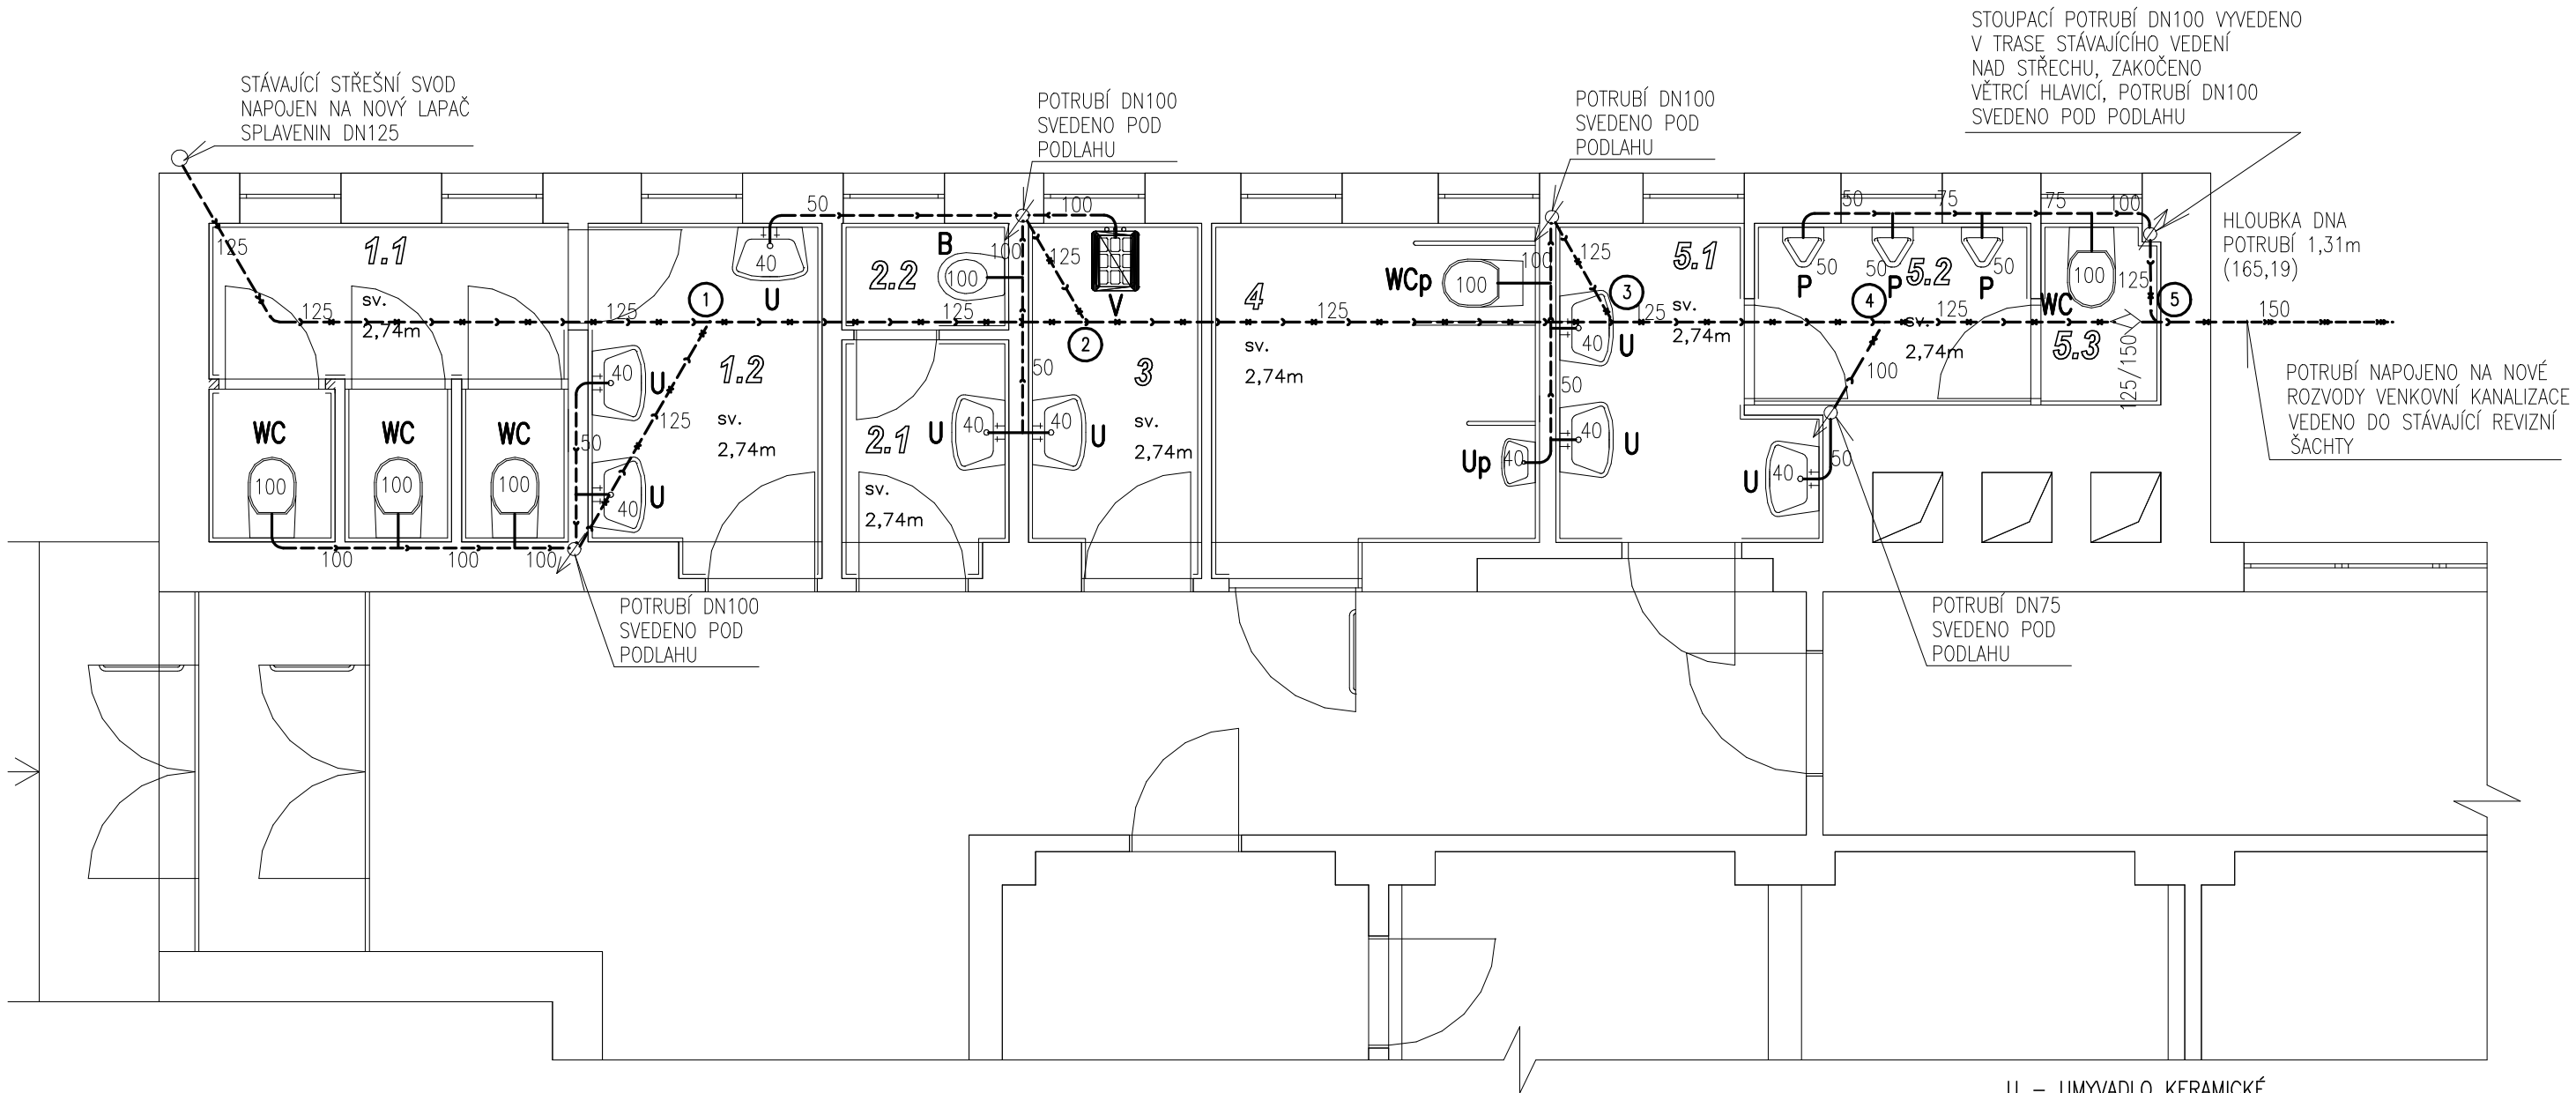 STOUPACÍ POTRUBÍ DN100 VYVEDENO
V TRASE STÁVAJÍCÍHO VEDENÍ
NAD STŘECHU, ZAKOČENO
VĚTRCÍ HLAVICÍ, POTRUBÍ DN100
SVEDENO POD PODLAHU
STÁVAJÍCÍ STŘEŠNÍ SVOD
NAPOJEN NA NOVÝ LAPAČ
SPLAVENIN DN125
POTRUBÍ DN100
SVEDENO POD
PODLAHU
POTRUBÍ DN100
SVEDENO POD
PODLAHU
HLOUBKA DNA
POTRUBÍ 1,31m
(165,19)
50
100
50
75
75
100
125
1.1
sv.
2,74m
125
125
1
40
U
B
2.2
100
100
125
125
V
2
4
sv.
2,74m
125
WCp
100
100
125
5.1
3
40
U
125
sv.
2,74m
50
P
50
P
50
P
5.2
4
125
sv.
2,74m
100
WC
125
5
5.3
125/150
150
100
POTRUBÍ NAPOJENO NA NOVÉ
ROZVODY VENKOVNÍ KANALIZACE
VEDENO DO STÁVAJÍCÍ REVIZNÍ
ŠACHTY
40
U
1.2
sv.
2,74m
125
50
40
U
WC
WC
WC
100
100
100
100
100
100
2.1
sv.
2,74m
U
40
50
40
U
3
sv.
2,74m
50
Up
40
40
U
U
40
50
POTRUBÍ DN100
SVEDENO POD
PODLAHU
POTRUBÍ DN75
SVEDENO POD
PODLAHU
U – UMYVADLO KERAMICKÉ